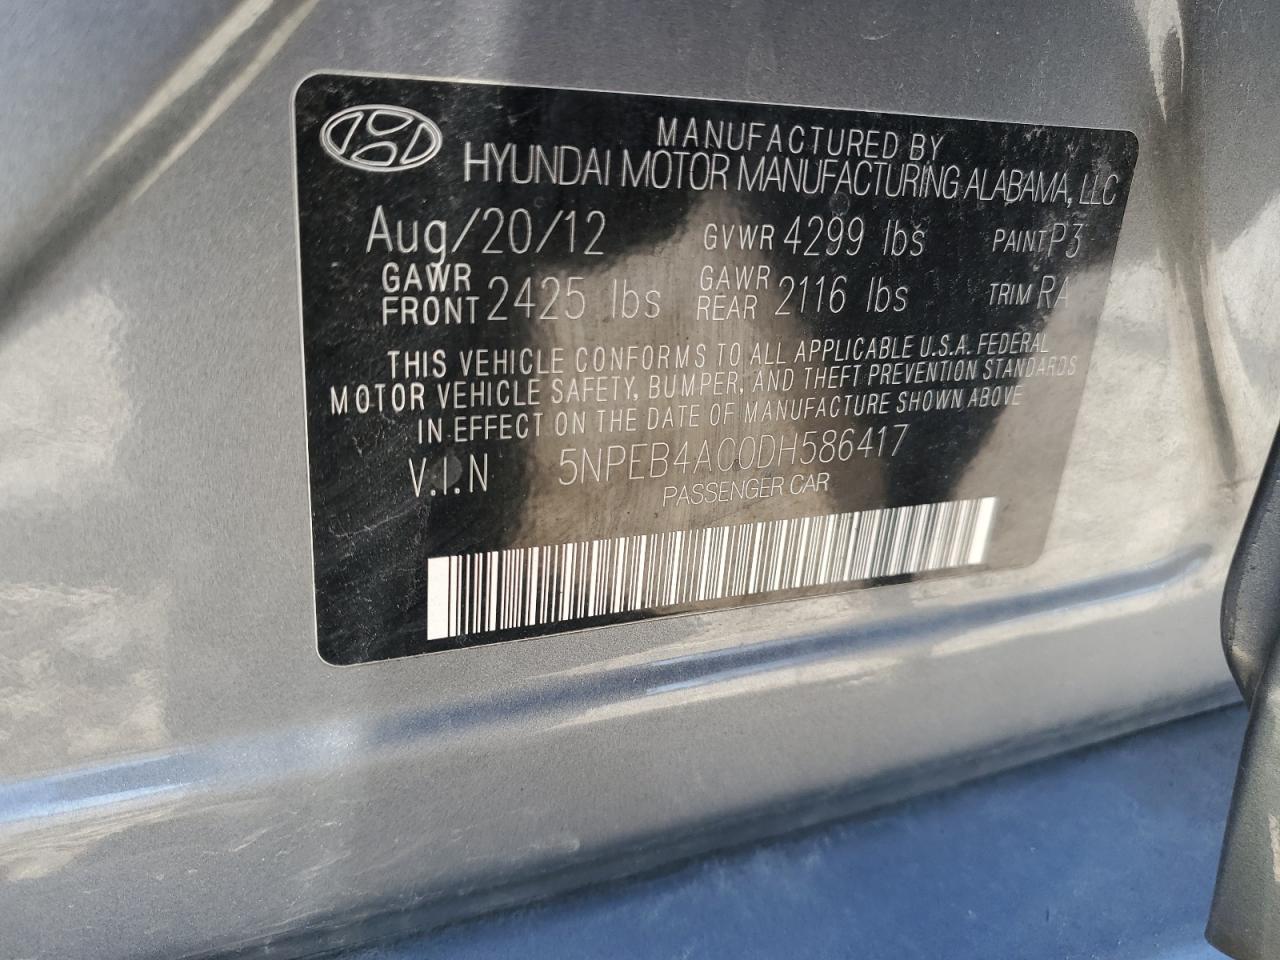 MANUFACTURED BY
HYUNDAI MOTOR MANUFACTURING ALABAMA, LLC
Aug/20/12 GVWR 4299 lbs PAINT P3
GAWR FRONT 2425 lbs GAWR REAR 2116 lbs TRIM RA
THIS VEHICLE CONFORMS TO ALL APPLICABLE U.S.A. FEDERAL
MOTOR VEHICLE SAFETY, BUMPER, AND THEFT PREVENTION STANDARDS
IN EFFECT ON THE DATE OF MANUFACTURE SHOWN ABOVE
V.I.N 5NPEB4AC0DH586417
PASSENGER CAR